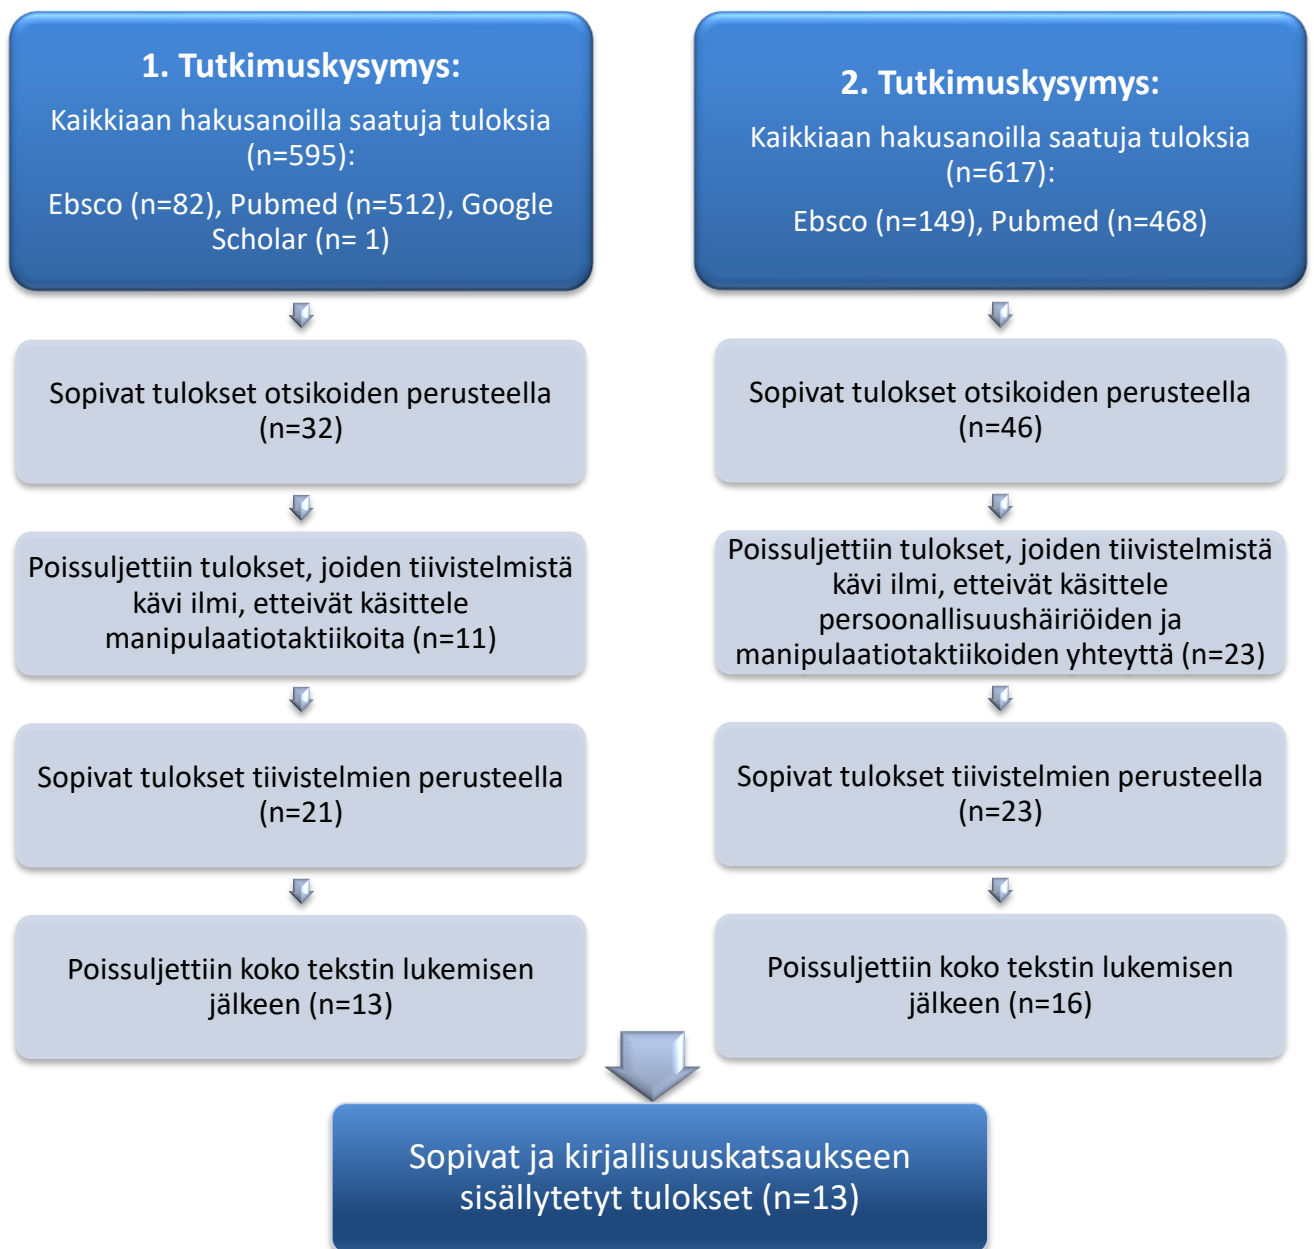 1. Tutkimuskysymys:
Kaikkiaan hakusanoilla saatuja tuloksia
(n=595):
Ebsco (n=82), Pubmed (n=512), Google
Scholar (n= 1)
Sopivat tulokset otsikoiden perusteella
(n=32)
Poissuljettiin tulokset, joiden tiivistelmistä
kävi ilmi, etteivät käsittele
manipulaatiotaktiikoita (n=11)
Sopivat tulokset tiivistelmien perusteella
(n=21)
Poissuljettiin koko tekstin lukemisen
jälkeen (n=13)
2. Tutkimuskysymys:
Kaikkiaan hakusanoilla saatuja tuloksia
(n=617):
Ebsco (n=149), Pubmed (n=468)
Sopivat tulokset otsikoiden perusteella
(n=46)
Poissuljettiin tulokset, joiden tiivistelmistä
kävi ilmi, etteivät käsittele
persoonallisuushäiriöiden ja
manipulaatiotaktiikoiden yhteyttä (n=23)
Sopivat tulokset tiivistelmien perusteella
(n=23)
Poissuljettiin koko tekstin lukemisen
jälkeen (n=16)
Sopivat ja kirjallisuuskatsaukseen
sisällytetyt tulokset (n=13)